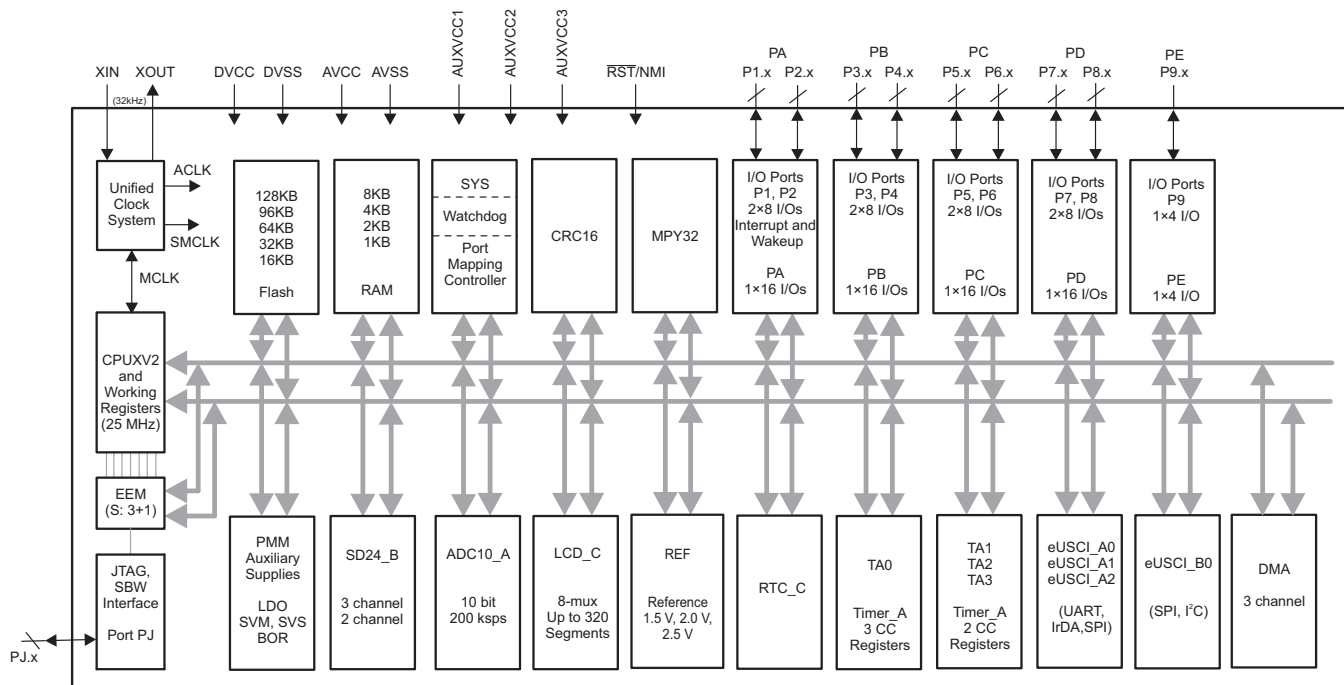 XIN
XOUT
(32kHz)
DVCC
DVSS
AVCC
AVSS
AUXVCC1
AUXVCC2
AUXVCC3
RST/NMI
PA
P1.x
P2.x
PB
P3.x
P4.x
PC
P5.x
P6.x
PD
P7.x
P8.x
PE
P9.x
Unified
Clock
System
ACLK
SMCLK
MCLK
128KB
96KB
64KB
32KB
16KB
Flash
8KB
4KB
2KB
1KB
RAM
SYS
Watchdog
Port
Mapping
Controller
CRC16
MPY32
I/O Ports
P1, P2
2×8 I/Os
Interrupt and
Wakeup
PA
1×16 I/Os
I/O Ports
P3, P4
2×8 I/Os
PB
1×16 I/Os
I/O Ports
P5, P6
2×8 I/Os
PC
1×16 I/Os
I/O Ports
P7, P8
2×8 I/Os
PD
1×16 I/Os
I/O Ports
P9
1×4 I/O
PE
1×4 I/O
CPUXV2
and
Working
Registers
(25 MHz)
EEM
(S: 3+1)
JTAG,
SBW
Interface
Port PJ
PJ.x
PMM
Auxiliary
Supplies
LDO
SVM, SVS
BOR
SD24_B
3 channel
2 channel
ADC10_A
10 bit
200 ksps
LCD_C
8-mux
Up to 320
Segments
REF
Reference
1.5 V, 2.0 V,
2.5 V
RTC_C
TA0
Timer_A
3 CC
Registers
TA1
TA2
TA3
Timer_A
2 CC
Registers
eUSCI_A0
eUSCI_A1
eUSCI_A2
(UART,
IrDA,SPI)
eUSCI_B0
(SPI, I²C)
DMA
3 channel